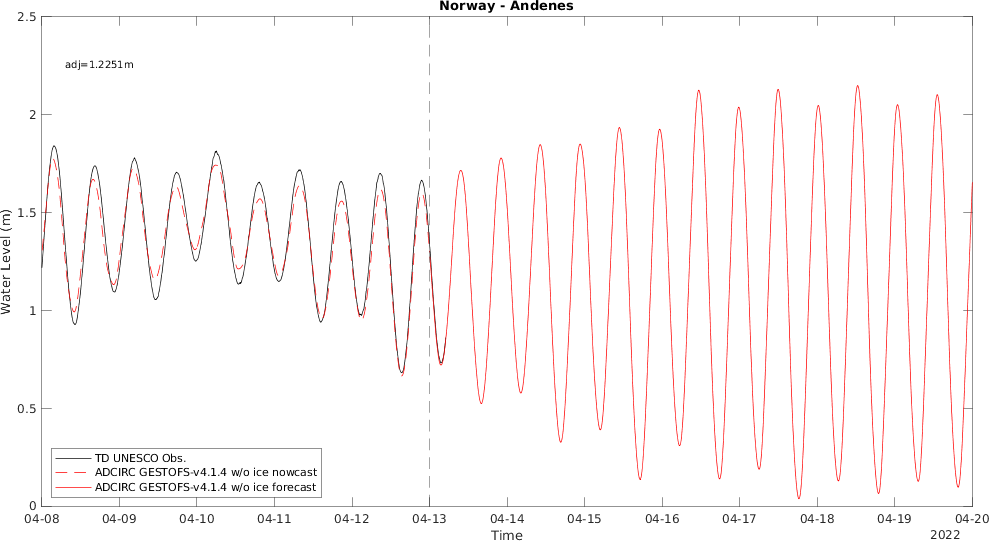 Norway - Andenes
2.5
adj=1.2251m
2
1.5
Water Level (m)
1
0.5
TD UNESCO Obs.
ADCIRC GESTOFS-v4.1.4 w/o ice nowcast
ADCIRC GESTOFS-v4.1.4 w/o ice forecast
0
04-08 04-09 04-10 04-11 04-12 04-13 04-14 04-15 04-16 04-17 04-18 04-19 04-20
Time
2022